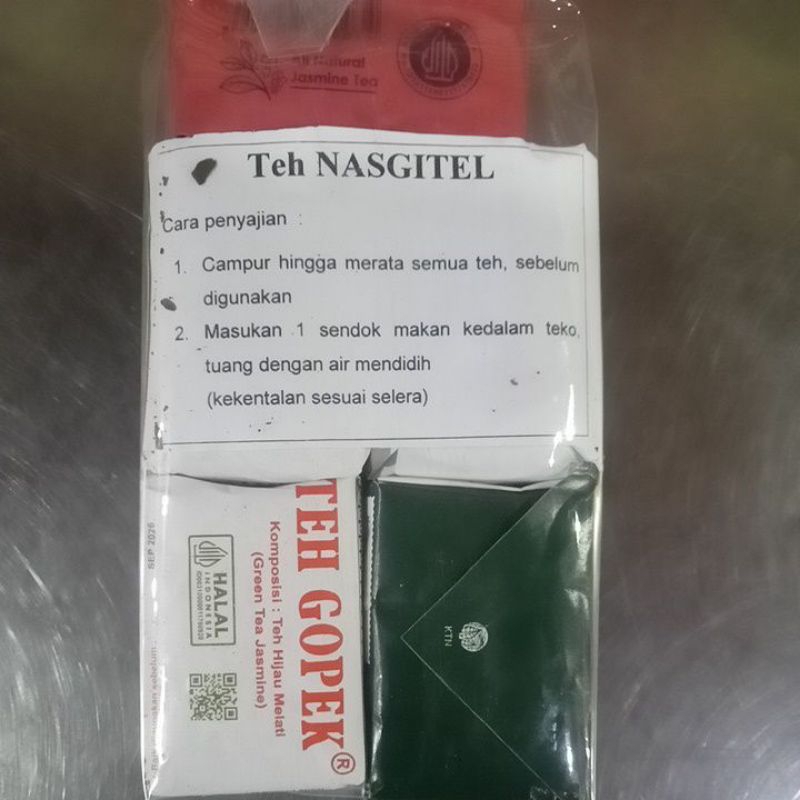 All Natural
Jasmine Tea
Teh NASGITEL
Cara penyajian :
1. Campur hingga merata semua teh, sebelum
digunakan
2. Masukan 1 sendok makan kedalam teko,
tuang dengan air mendidih
(kekentalan sesuai selera)
TEH GOPEK®
Komposisi : Teh Hijau Melati
(Green Tea Jasmine)
HALAL
INDONESIA
SEP 2026
KTN